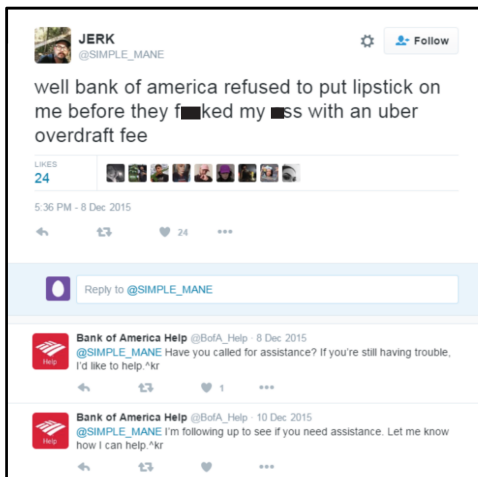 JERK
@SIMPLE_MANE
Follow
well bank of america refused to put lipstick on
me before they f██ked my █ss with an uber
overdraft fee
LIKES
24
5:36 PM - 8 Dec 2015
24
Reply to @SIMPLE_MANE
Bank of America Help @BofA_Help · 8 Dec 2015
@SIMPLE_MANE Have you called for assistance? If you're still having trouble,
I'd like to help.^kr
Help
1
Bank of America Help @BofA_Help · 10 Dec 2015
@SIMPLE_MANE I'm following up to see if you need assistance. Let me know
how I can help.^kr
Help